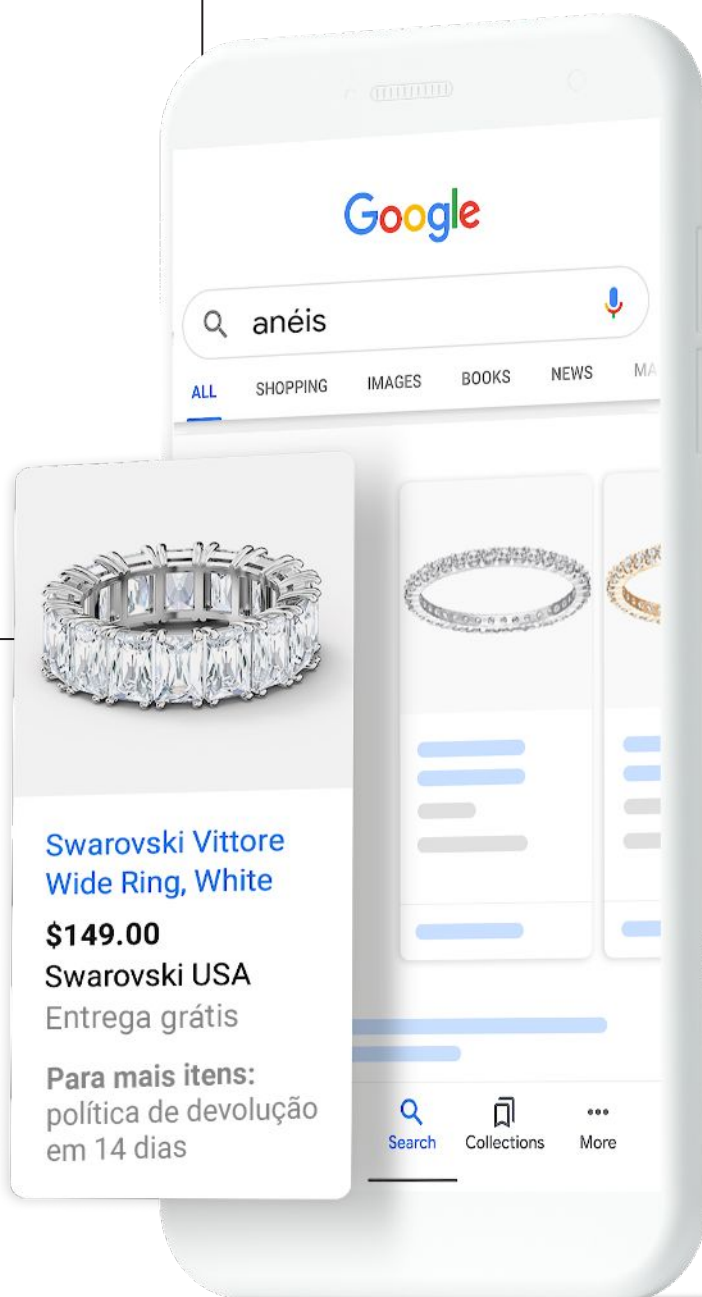 Google
anéis
ALL SHOPPING IMAGES BOOKS NEWS MA
Swarovski Vittore
Wide Ring, White
$149.00
Swarovski USA
Entrega grátis
Para mais itens:
política de devolução
em 14 dias
Search Collections More